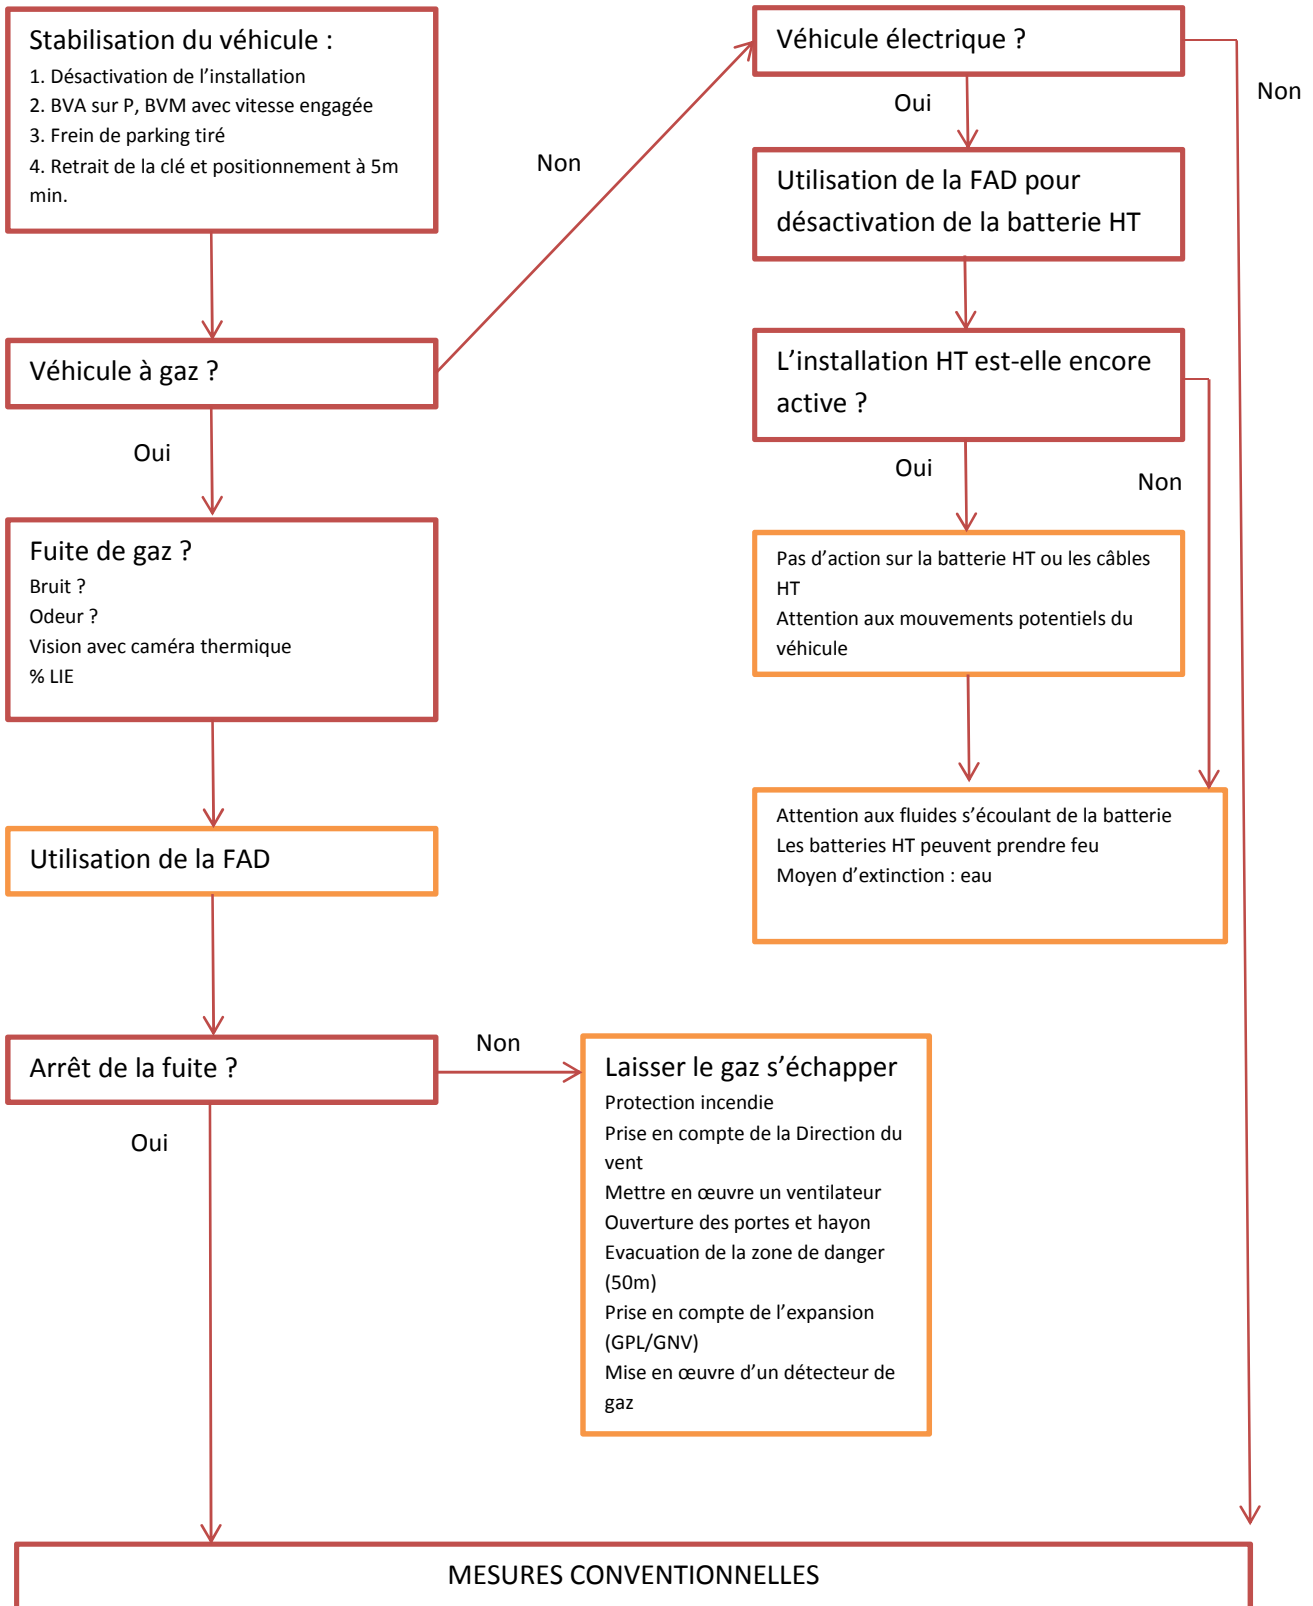 Stabilisation du véhicule :
1. Désactivation de l’installation
2. BVA sur P, BVM avec vitesse engagée
3. Frein de parking tiré
4. Retrait de la clé et positionnement à 5m
min.
Véhicule à gaz ?
Non
Oui
Fuite de gaz ?
Bruit ?
Odeur ?
Vision avec caméra thermique
% LIE
Utilisation de la FAD
Arrêt de la fuite ?
Non
Oui
Laisser le gaz s’échapper
Protection incendie
Prise en compte de la Direction du
vent
Mettre en œuvre un ventilateur
Ouverture des portes et hayon
Evacuation de la zone de danger
(50m)
Prise en compte de l’expansion
(GPL/GNV)
Mise en œuvre d’un détecteur de
gaz
Véhicule électrique ?
Non
Oui
Utilisation de la FAD pour
désactivation de la batterie HT
L’installation HT est-elle encore
active ?
Oui
Non
Pas d’action sur la batterie HT ou les câbles
HT
Attention aux mouvements potentiels du
véhicule
Attention aux fluides s’écoulant de la batterie
Les batteries HT peuvent prendre feu
Moyen d’extinction : eau
MESURES CONVENTIONNELLES